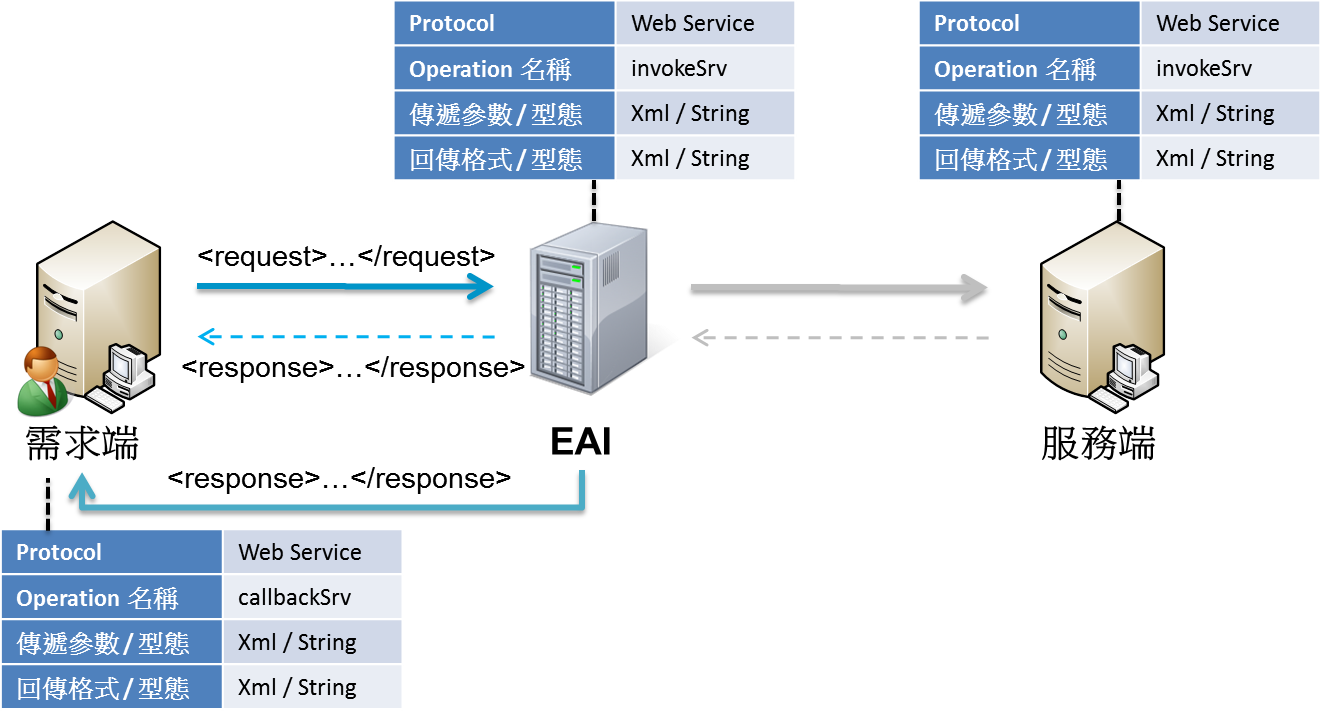 Protocol Web Service
Operation 名稱 invokeSrv
傳遞參數 / 型態 Xml / String
回傳格式 / 型態 Xml / String
Protocol Web Service
Operation 名稱 invokeSrv
傳遞參數 / 型態 Xml / String
回傳格式 / 型態 Xml / String
<request>…</request>
<response>…</response>
需求端
EAI
服務端
<response>…</response>
Protocol Web Service
Operation 名稱 callbackSrv
傳遞參數 / 型態 Xml / String
回傳格式 / 型態 Xml / String